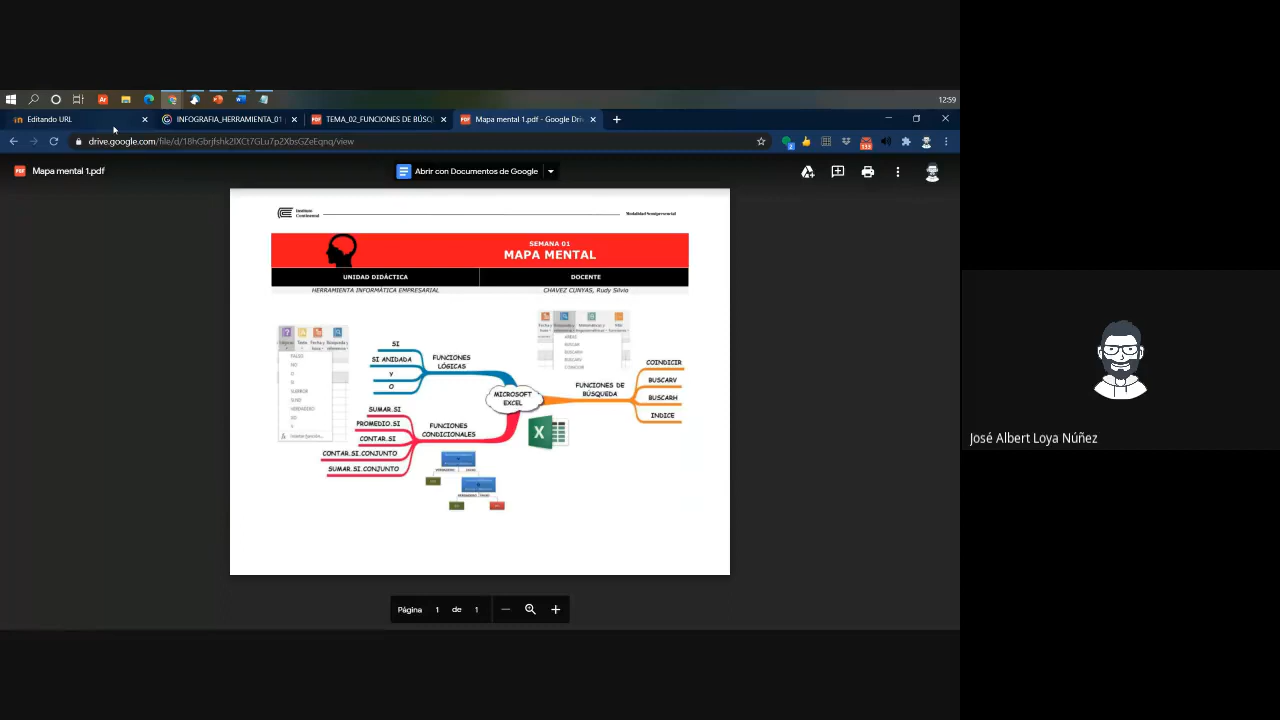 12:59
Editando URL
INFOGRAFIA_HERRAMIENTA_01
TEMA_02_FUNCIONES DE BÚSQ
Mapa mental 1.pdf - Google Dri
drive.google.com/file/d/18hGbrjfshk2IXCt7GLu7p2XbsGZeEqnq/view
Mapa mental 1.pdf
Abrir con Documentos de Google
Instituto
Continental
Modalidad Semipresencial
SEMANA 01
MAPA MENTAL
UNIDAD DIDÁCTICA
DOCENTE
HERRAMIENTA INFORMÁTICA EMPRESARIAL
CHAVEZ CUNYAS, Rudy Silvio
SI
SI ANIDADA
Y
O
FUNCIONES
LÓGICAS
SUMAR.SI
PROMEDIO.SI
CONTAR.SI
CONTAR.SI.CONJUNTO
SUMAR.SI.CONJUNTO
FUNCIONES
CONDICIONALES
MICROSOFT
EXCEL
FUNCIONES DE
BÚSQUEDA
COINDICIR
BUSCARV
BUSCARH
INDICE
Página 1 de 1
José Albert Loya Núñez